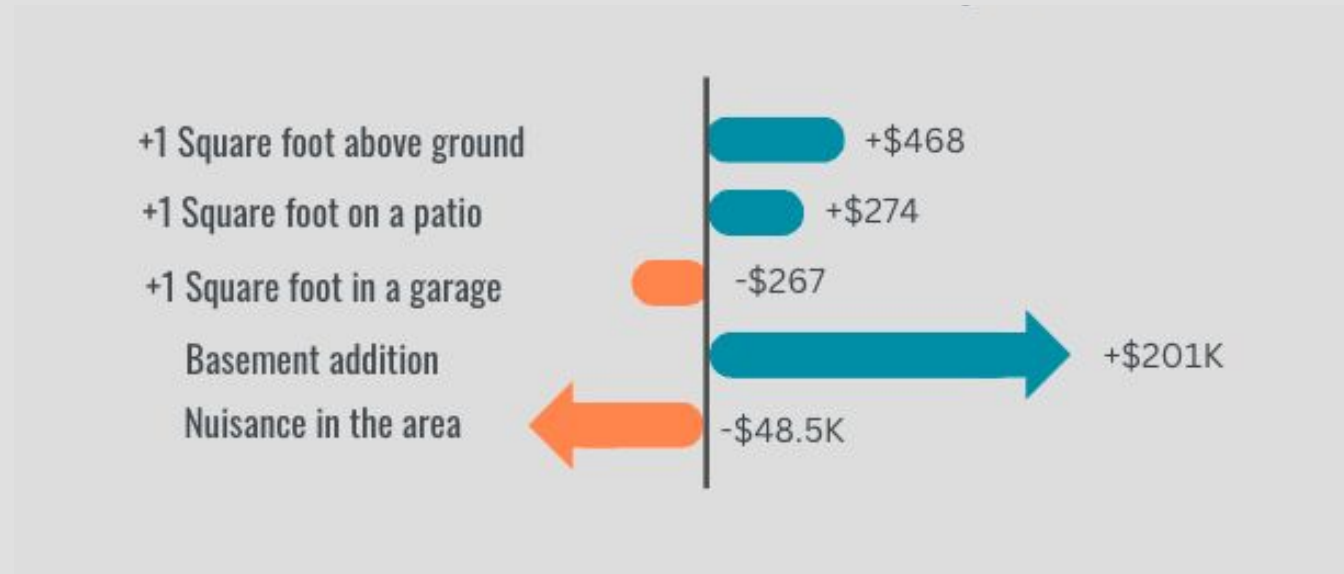 +1 Square foot above ground +$468
+1 Square foot on a patio +$274
+1 Square foot in a garage -$267
Basement addition +$201K
Nuisance in the area -$48.5K